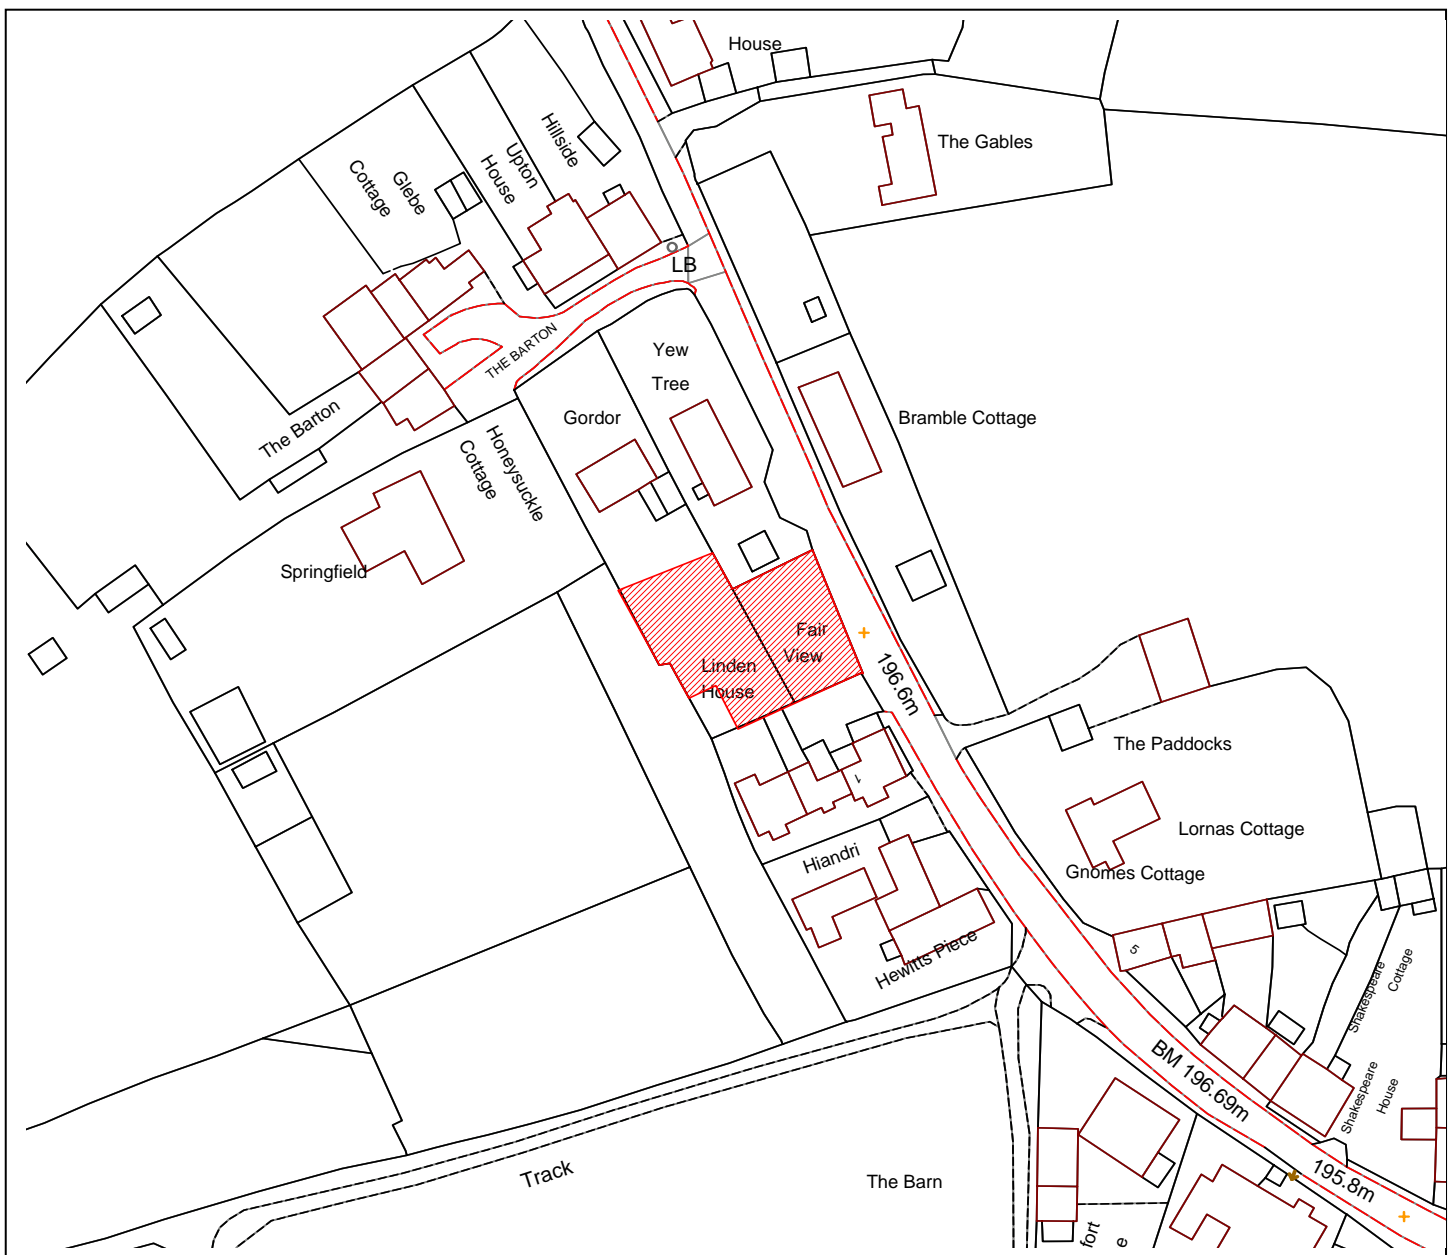 House
The Gables
Hillside
Upton
House
Glebe
Cottage
LB
THE BARTON
Yew
Tree
The Barton
Gordor
Bramble Cottage
Honeysuckle
Cottage
Springfield
Fair
View
Linden
House
196.6m
The Paddocks
1
Lornas Cottage
Hiandri
Gnomes Cottage
Hewitts Piece
5
Shakespeare
Cottage
BM 196.69m
Shakespeare
House
Track
The Barn
195.8m
fort
e